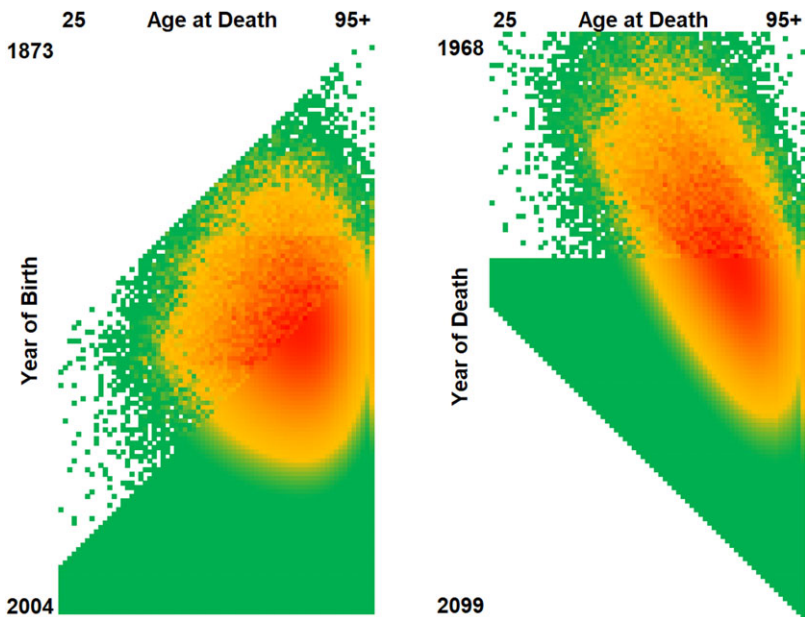 25 Age at Death 95+
1873
Year of Birth
2004
25 Age at Death 95+
1968
Year of Death
2099